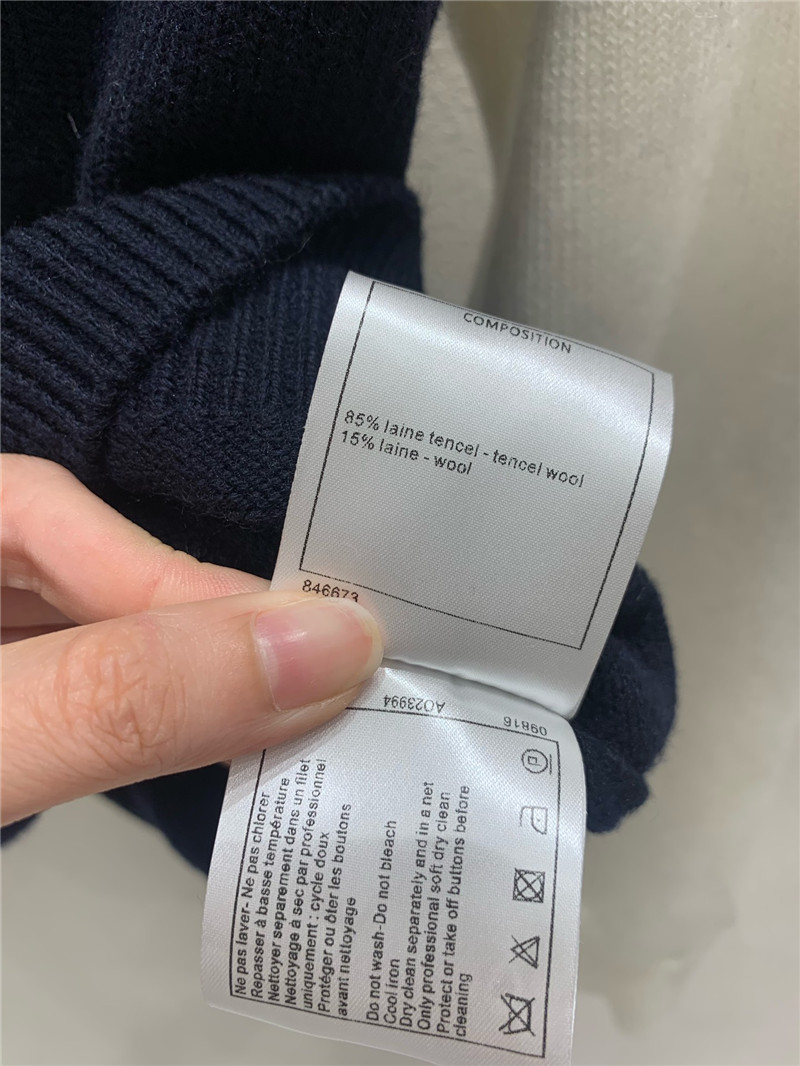 COMPOSITION
85% laine tencel - tencel wool
15% laine - wool
846673
AO23994
09816
Ne pas laver- Ne pas chlorer
Repasser à basse température
Nettoyer separement dans un filet
Nettoyage à sec par professionnel
uniquement : cycle doux
Protéger ou ôter les boutons
avant nettoyage
Do not wash-Do not bleach
Cool iron
Dry clean separately and in a net
Only professional soft dry clean
Protect or take off buttons before
cleaning